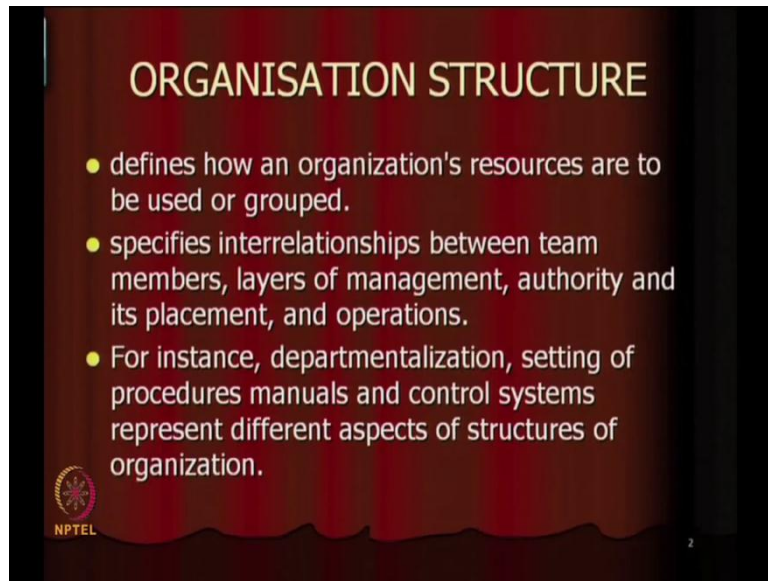 ORGANISATION STRUCTURE
defines how an organization's resources are to
be used or grouped.
specifies interrelationships between team
members, layers of management, authority and
its placement, and operations.
For instance, departmentalization, setting of
procedures manuals and control systems
represent different aspects of structures of
organization.
NPTEL
2